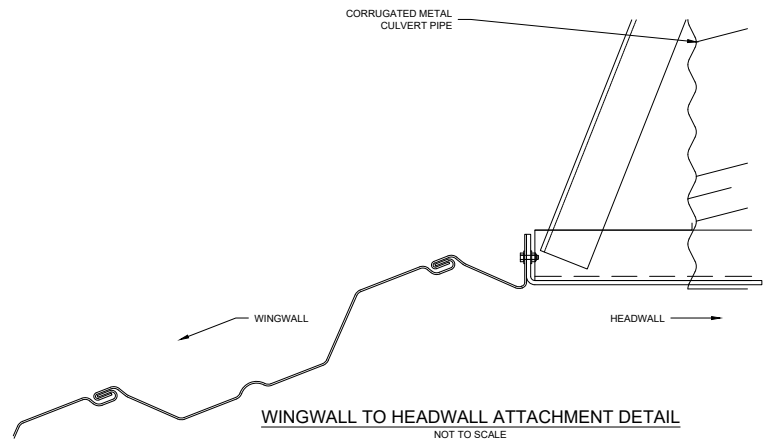 CORRUGATED METAL
CULVERT PIPE
WINGWALL
HEADWALL
WINGWALL TO HEADWALL ATTACHMENT DETAIL
NOT TO SCALE